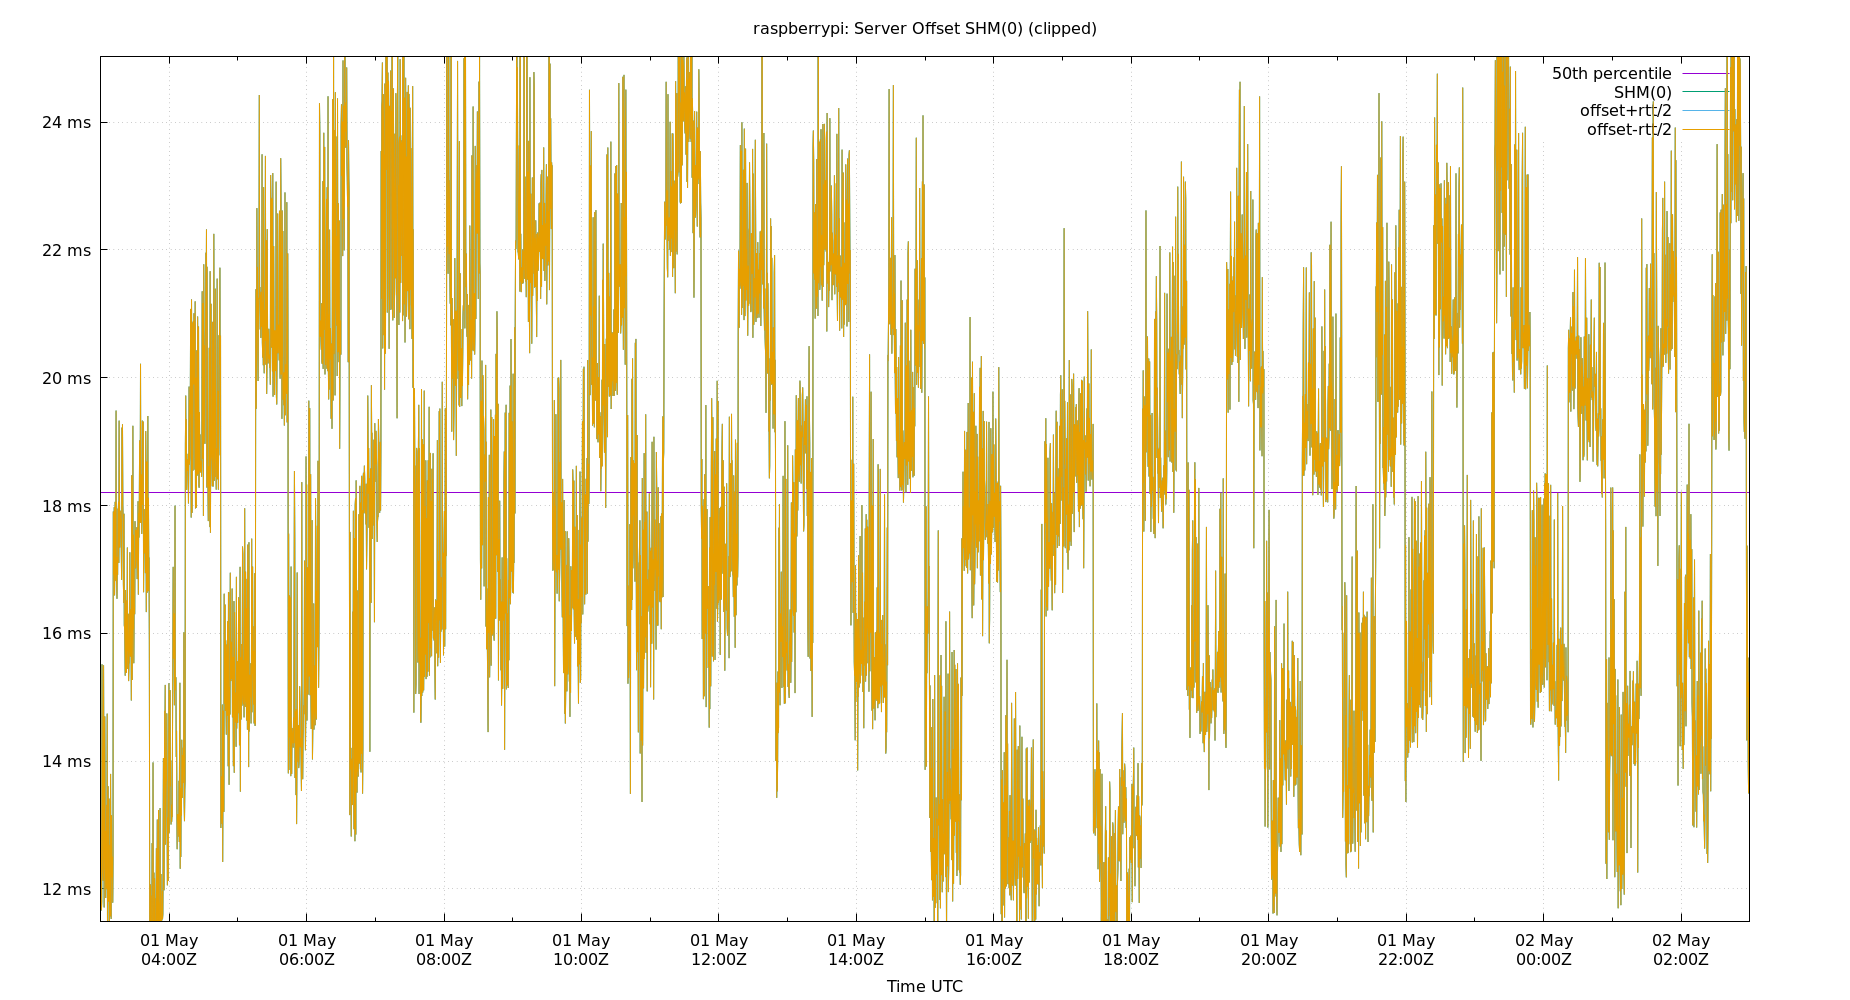 raspberrypi: Server Offset SHM(0) (clipped)
50th percentile
SHM(0)
offset+rtt/2
offset-rtt/2
24 ms
22 ms
20 ms
18 ms
16 ms
14 ms
12 ms
01 May 01 May 01 May 01 May 01 May 01 May 01 May 01 May 01 May 01 May 02 May 02 May
04:00Z 06:00Z 08:00Z 10:00Z 12:00Z 14:00Z 16:00Z 18:00Z 20:00Z 22:00Z 00:00Z 02:00Z
Time UTC